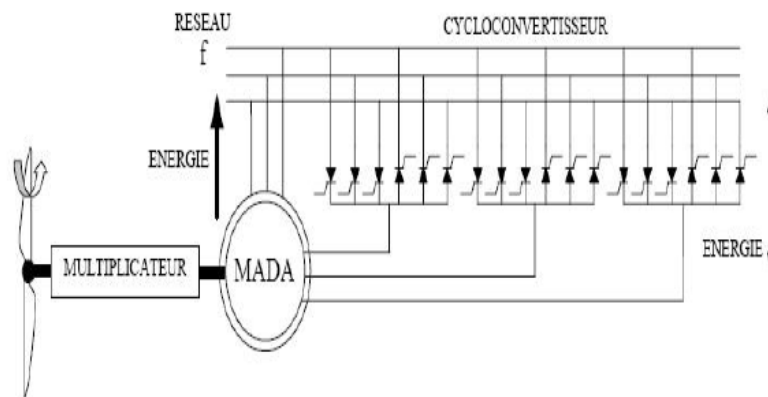 RESEAU
f
CYCLOCONVERTISSEUR
ENERGIE
ENERGIE
MULTIPLICATEUR
MADA